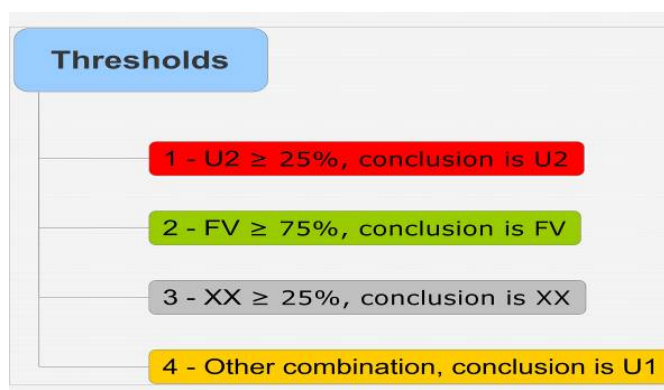 Thresholds
1 - U2 ≥ 25%, conclusion is U2
2 - FV ≥ 75%, conclusion is FV
3 - XX ≥ 25%, conclusion is XX
4 - Other combination, conclusion is U1